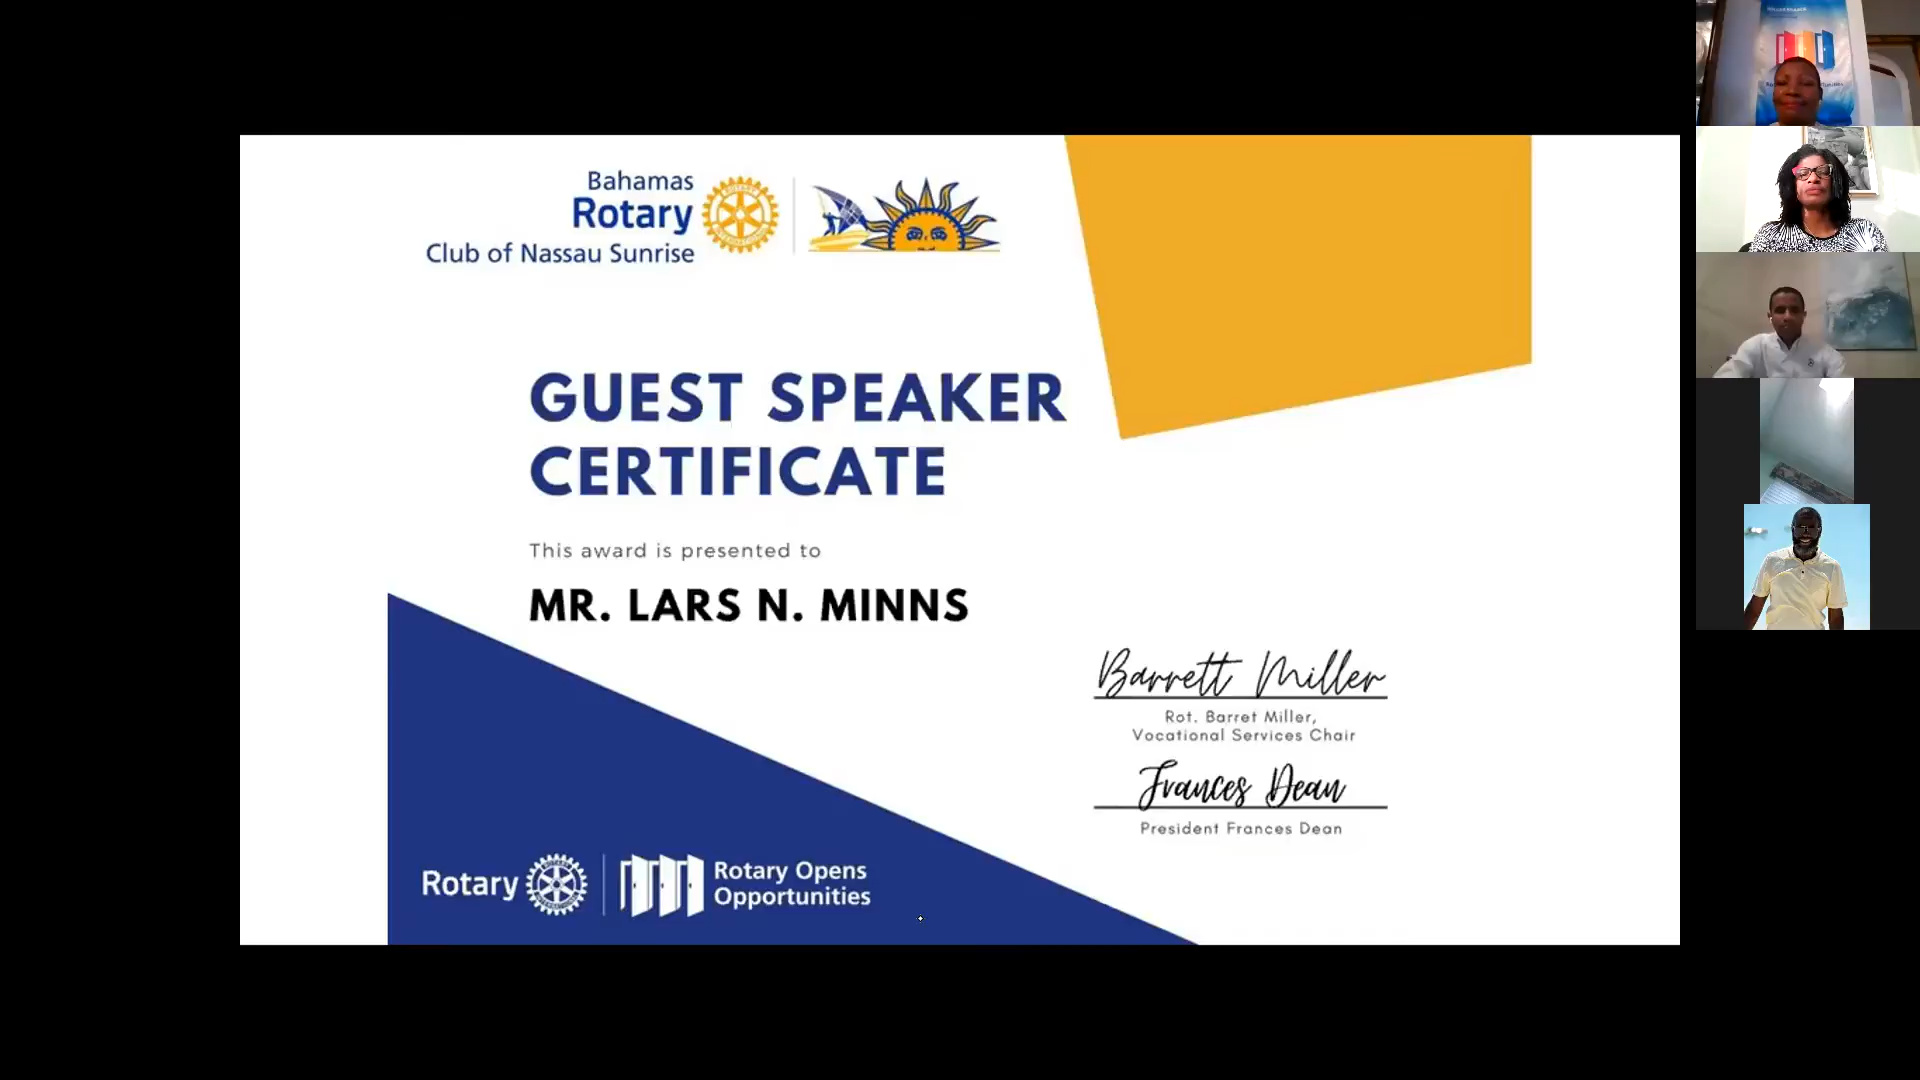 Bahamas
Rotary
Club of Nassau Sunrise
GUEST SPEAKER
CERTIFICATE
This award is presented to
MR. LARS N. MINNS
Barrett Miller
Rot. Barret Miller,
Vocational Services Chair
Frances Dean
President Frances Dean
Rotary
Rotary Opens
Opportunities